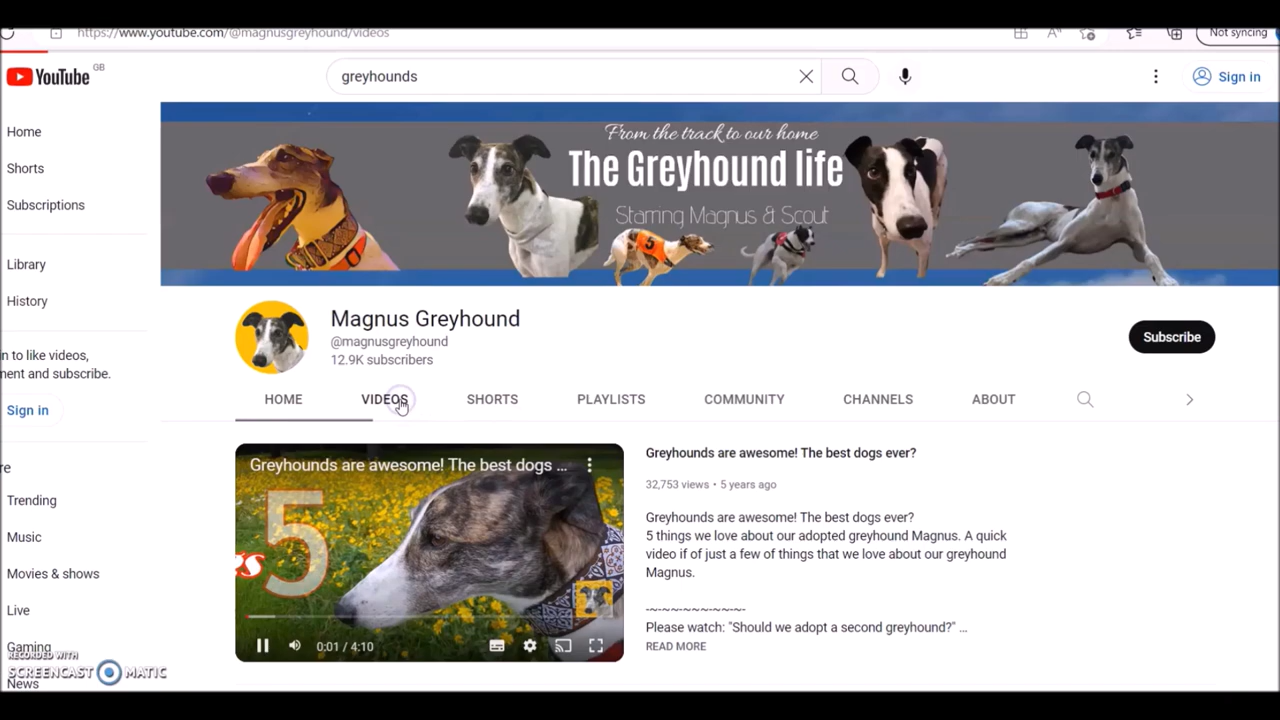 https://www.youtube.com/@magnusgreyhound/videos
Not syncing
YouTube GB
greyhounds
Sign in
Home
Shorts
Subscriptions
Library
History
n to like videos,
ment and subscribe.
Sign in
re
Trending
Music
Movies & shows
Live
Gaming
News
From the track to our home
The Greyhound life
Starring Magnus & Scout
5
Magnus Greyhound
@magnusgreyhound
12.9K subscribers
Subscribe
HOME
VIDEOS
SHORTS
PLAYLISTS
COMMUNITY
CHANNELS
ABOUT
Greyhounds are awesome! The best dogs ...
5
0:01 / 4:10
Greyhounds are awesome! The best dogs ever?
32,753 views • 5 years ago
Greyhounds are awesome! The best dogs ever?
5 things we love about our adopted greyhound Magnus. A quick
video if of just a few of things that we love about our greyhound
Magnus.
-~-~~-~~~-~~-~-
Please watch: "Should we adopt a second greyhound?" ...
READ MORE
RECORDED WITH
SCREENCAST MATIC